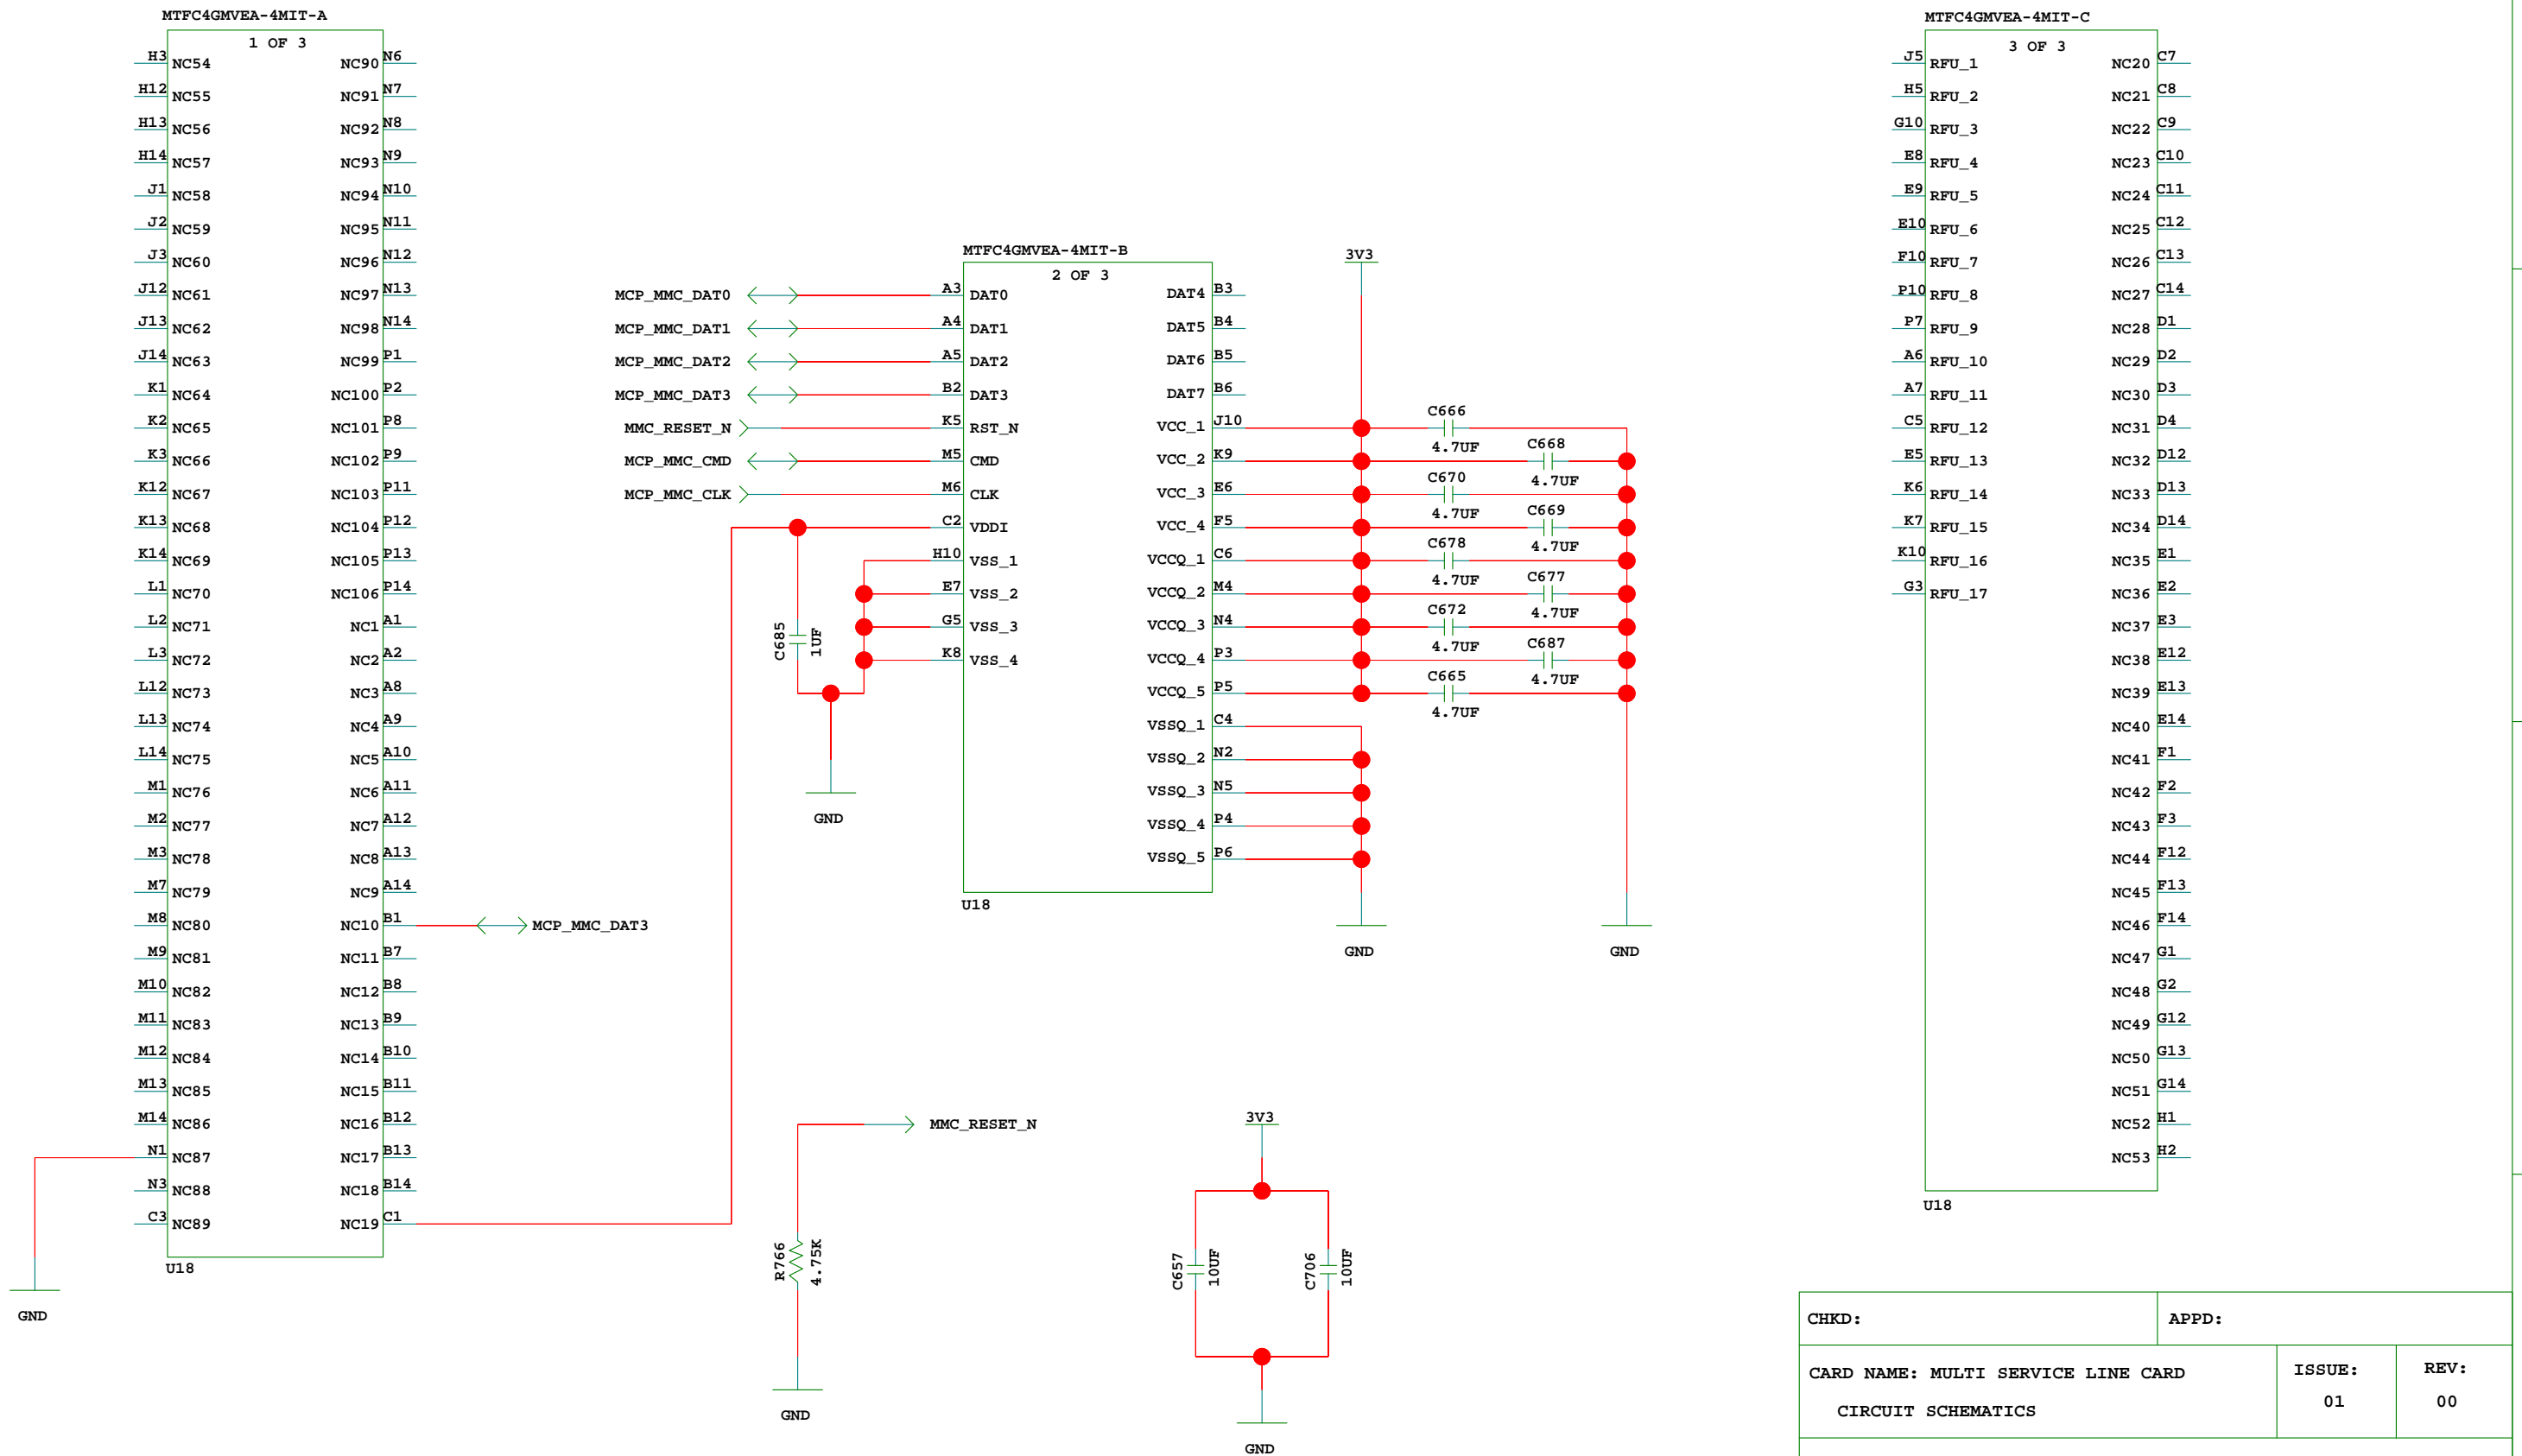 MTFC4GMVEA-4MIT-A
1 OF 3
H3 NC54 NC90 N6
H12 NC55 NC91 N7
H13 NC56 NC92 N8
H14 NC57 NC93 N9
J1 NC58 NC94 N10
J2 NC59 NC95 N11
J3 NC60 NC96 N12
J12 NC61 NC97 N13
J13 NC62 NC98 N14
J14 NC63 NC99 P1
K1 NC64 NC100 P2
K2 NC65 NC101 P8
K3 NC66 NC102 P9
K12 NC67 NC103 P11
K13 NC68 NC104 P12
K14 NC69 NC105 P13
L1 NC70 NC106 P14
L2 NC71 NC1 A1
L3 NC72 NC2 A2
L12 NC73 NC3 A8
L13 NC74 NC4 A9
L14 NC75 NC5 A10
M1 NC76 NC6 A11
M2 NC77 NC7 A12
M3 NC78 NC8 A13
M7 NC79 NC9 A14
M8 NC80 NC10 B1 MCP_MMC_DAT3
M9 NC81 NC11 B7
M10 NC82 NC12 B8
M11 NC83 NC13 B9
M12 NC84 NC14 B10
M13 NC85 NC15 B11
M14 NC86 NC16 B12
N1 NC87 NC17 B13
N3 NC88 NC18 B14
C3 NC89 NC19 C1
U18
GND
MTFC4GMVEA-4MIT-B
2 OF 3
MCP_MMC_DAT0 A3 DAT0 DAT4 B3
MCP_MMC_DAT1 A4 DAT1 DAT5 B4
MCP_MMC_DAT2 A5 DAT2 DAT6 B5
MCP_MMC_DAT3 B2 DAT3 DAT7 B6
MMC_RESET_N K5 RST_N VCC_1 J10
MCP_MMC_CMD M5 CMD VCC_2 K9
MCP_MMC_CLK M6 CLK VCC_3 E6
C2 VDDI VCC_4 F5
H10 VSS_1 VCCQ_1 C6
E7 VSS_2 VCCQ_2 M4
G5 VSS_3 VCCQ_3 N4
K8 VSS_4 VCCQ_4 P3
VCCQ_5 P5
VSSQ_1 C4
VSSQ_2 N2
VSSQ_3 N5
VSSQ_4 P4
VSSQ_5 P6
U18
C685
1UF
GND
3V3
C666
4.7UF
C668
4.7UF
C670
4.7UF
C669
4.7UF
C678
4.7UF
C677
4.7UF
C672
4.7UF
C687
4.7UF
C665
4.7UF
GND
GND
MMC_RESET_N
R766
4.75K
GND
3V3
C657
10UF
C706
10UF
GND
MTFC4GMVEA-4MIT-C
3 OF 3
J5 RFU_1 NC20 C7
H5 RFU_2 NC21 C8
G10 RFU_3 NC22 C9
E8 RFU_4 NC23 C10
E9 RFU_5 NC24 C11
E10 RFU_6 NC25 C12
F10 RFU_7 NC26 C13
P10 RFU_8 NC27 C14
P7 RFU_9 NC28 D1
A6 RFU_10 NC29 D2
A7 RFU_11 NC30 D3
C5 RFU_12 NC31 D4
E5 RFU_13 NC32 D12
K6 RFU_14 NC33 D13
K7 RFU_15 NC34 D14
K10 RFU_16 NC35 E1
G3 RFU_17 NC36 E2
NC37 E3
NC38 E12
NC39 E13
NC40 E14
NC41 F1
NC42 F2
NC43 F3
NC44 F12
NC45 F13
NC46 F14
NC47 G1
NC48 G2
NC49 G12
NC50 G13
NC51 G14
NC52 H1
NC53 H2
U18
CHKD: APPD:
CARD NAME: MULTI SERVICE LINE CARD
CIRCUIT SCHEMATICS
ISSUE:
01
REV:
00